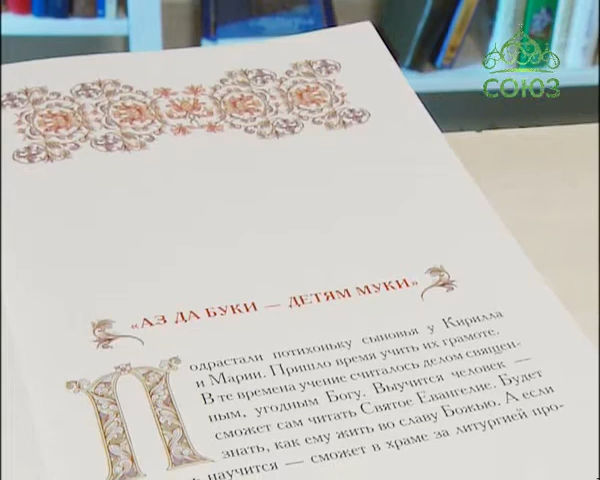 СОЮЗ
«АЗ ДА БУКИ — ДЕТЯМ МУКИ»
Подрастали потихоньку сыновья у Кирилла
и Марии. Пришло время учить их грамоте.
В те времена учение считалось делом священ-
ным, угодным Богу. Выучится человек —
сможет сам читать Святое Евангелие. Будет
знать, как ему жить во славу Божью. А если
научится — сможет в храме за литургией про-